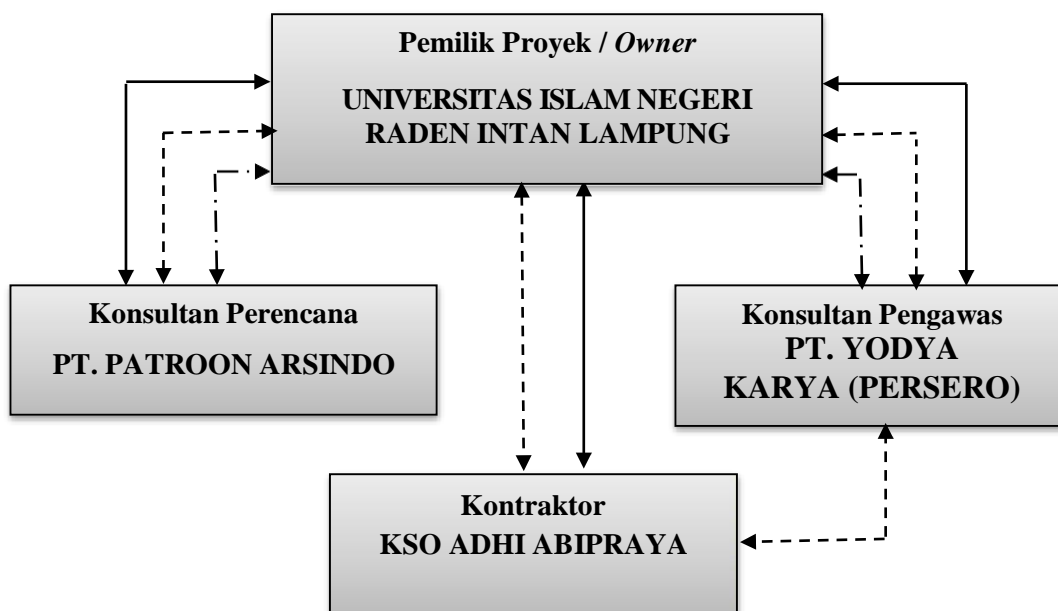 Pemilik Proyek / Owner
UNIVERSITAS ISLAM NEGERI
RADEN INTAN LAMPUNG
Konsultan Perencana
PT. PATROON ARSINDO
Konsultan Pengawas
PT. YODYA
KARYA (PERSERO)
Kontraktor
KSO ADHI ABIPRAYA